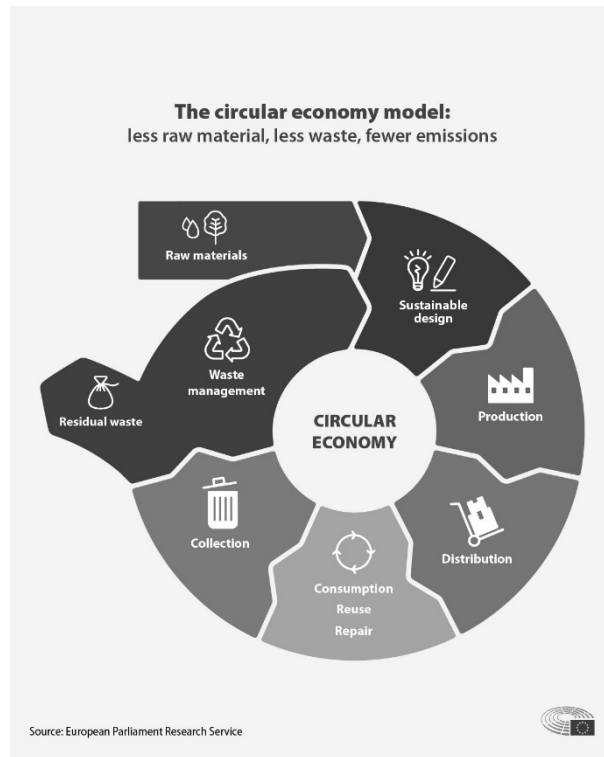 The circular economy model:
less raw material, less waste, fewer emissions
Raw materials
Sustainable
design
Production
Distribution
Consumption
Reuse
Repair
Collection
Waste
management
Residual waste
CIRCULAR
ECONOMY
Source: European Parliament Research Service